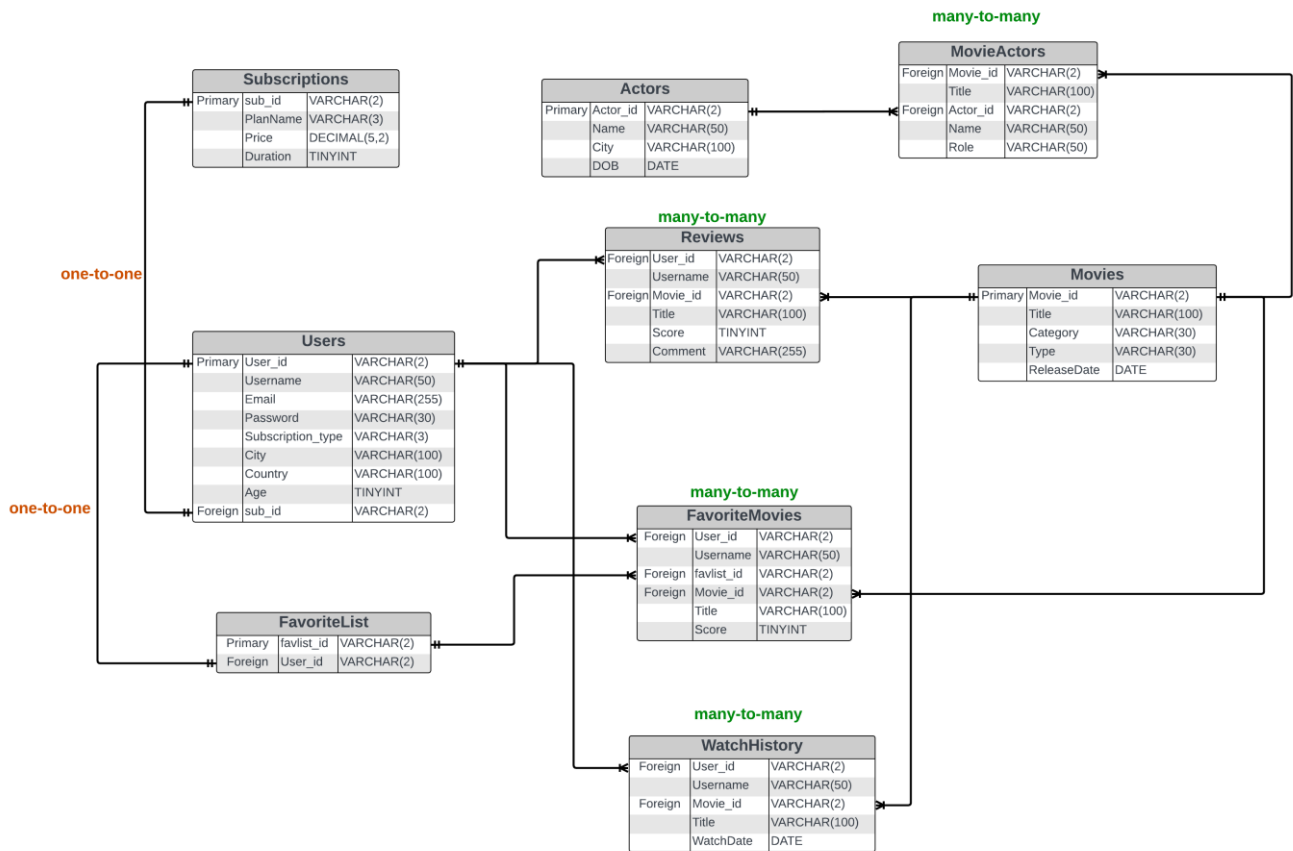 many-to-many
MovieActors
Foreign Movie_id VARCHAR(2)
Title VARCHAR(100)
Foreign Actor_id VARCHAR(2)
Name VARCHAR(50)
Role VARCHAR(50)
Subscriptions
Primary sub_id VARCHAR(2)
PlanName VARCHAR(3)
Price DECIMAL(5,2)
Duration TINYINT
Actors
Primary Actor_id VARCHAR(2)
Name VARCHAR(50)
City VARCHAR(100)
DOB DATE
many-to-many
Reviews
Foreign User_id VARCHAR(2)
Username VARCHAR(50)
Foreign Movie_id VARCHAR(2)
Title VARCHAR(100)
Score TINYINT
Comment VARCHAR(255)
one-to-one
Movies
Primary Movie_id VARCHAR(2)
Title VARCHAR(100)
Category VARCHAR(30)
Type VARCHAR(30)
ReleaseDate DATE
Users
Primary User_id VARCHAR(2)
Username VARCHAR(50)
Email VARCHAR(255)
Password VARCHAR(30)
Subscription_type VARCHAR(3)
City VARCHAR(100)
Country VARCHAR(100)
Age TINYINT
Foreign sub_id VARCHAR(2)
one-to-one
many-to-many
FavoriteMovies
Foreign User_id VARCHAR(2)
Username VARCHAR(50)
Foreign favlist_id VARCHAR(2)
Foreign Movie_id VARCHAR(2)
Title VARCHAR(100)
Score TINYINT
FavoriteList
Primary favlist_id VARCHAR(2)
Foreign User_id VARCHAR(2)
many-to-many
WatchHistory
Foreign User_id VARCHAR(2)
Username VARCHAR(50)
Foreign Movie_id VARCHAR(2)
Title VARCHAR(100)
WatchDate DATE